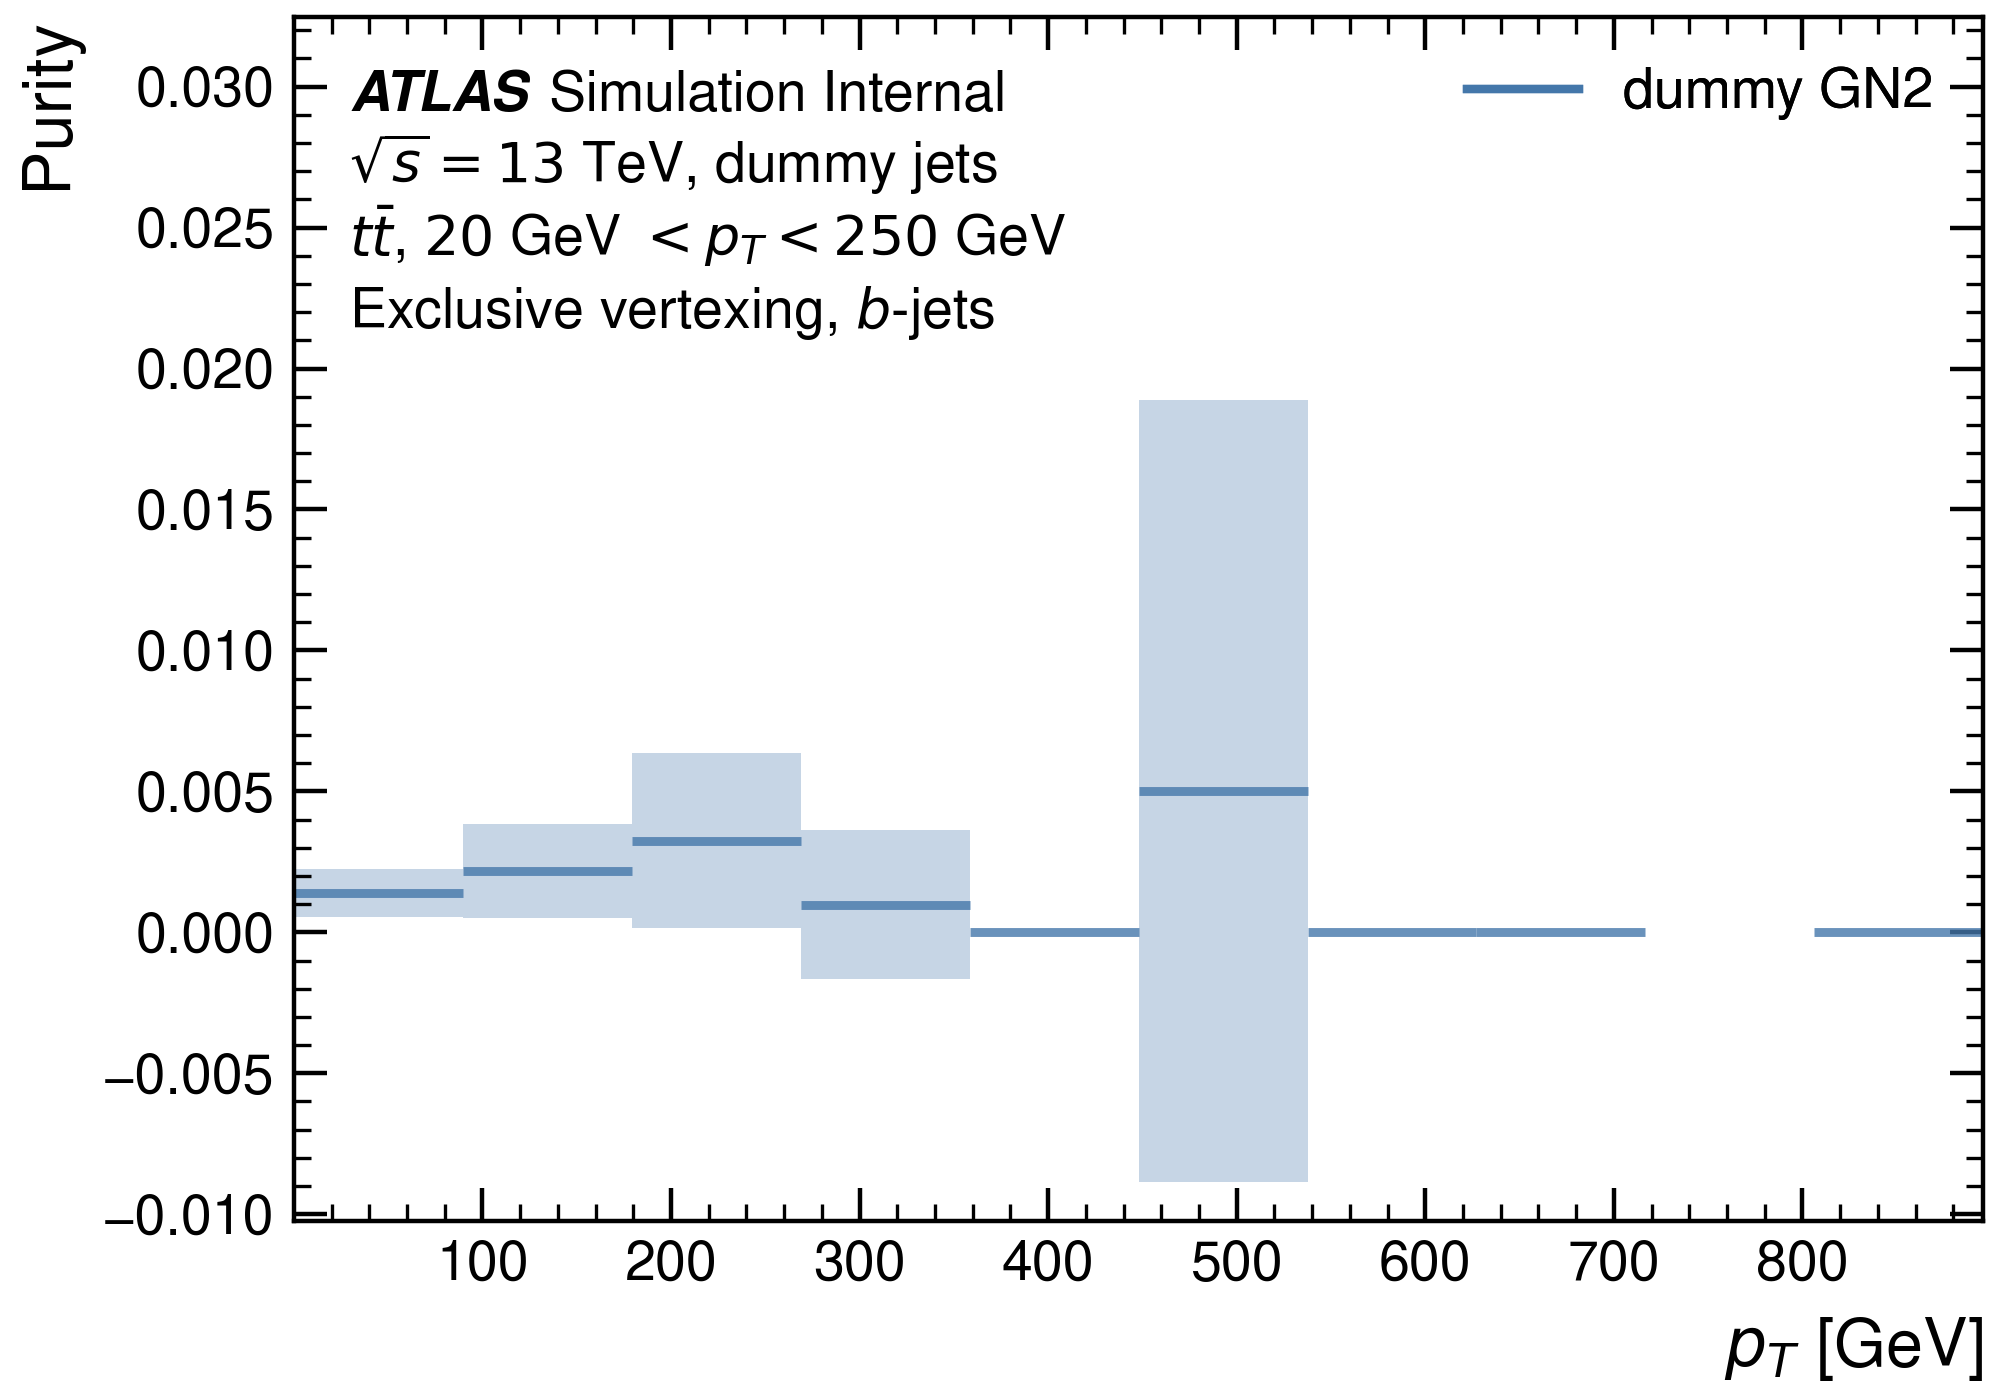 Purity
0.030
0.025
0.020
0.015
0.010
0.005
0.000
−0.005
−0.010
ATLAS Simulation Internal
√s = 13 TeV, dummy jets
tt̄, 20 GeV < p_T < 250 GeV
Exclusive vertexing, b-jets
dummy GN2
100 200 300 400 500 600 700 800
p_T [GeV]